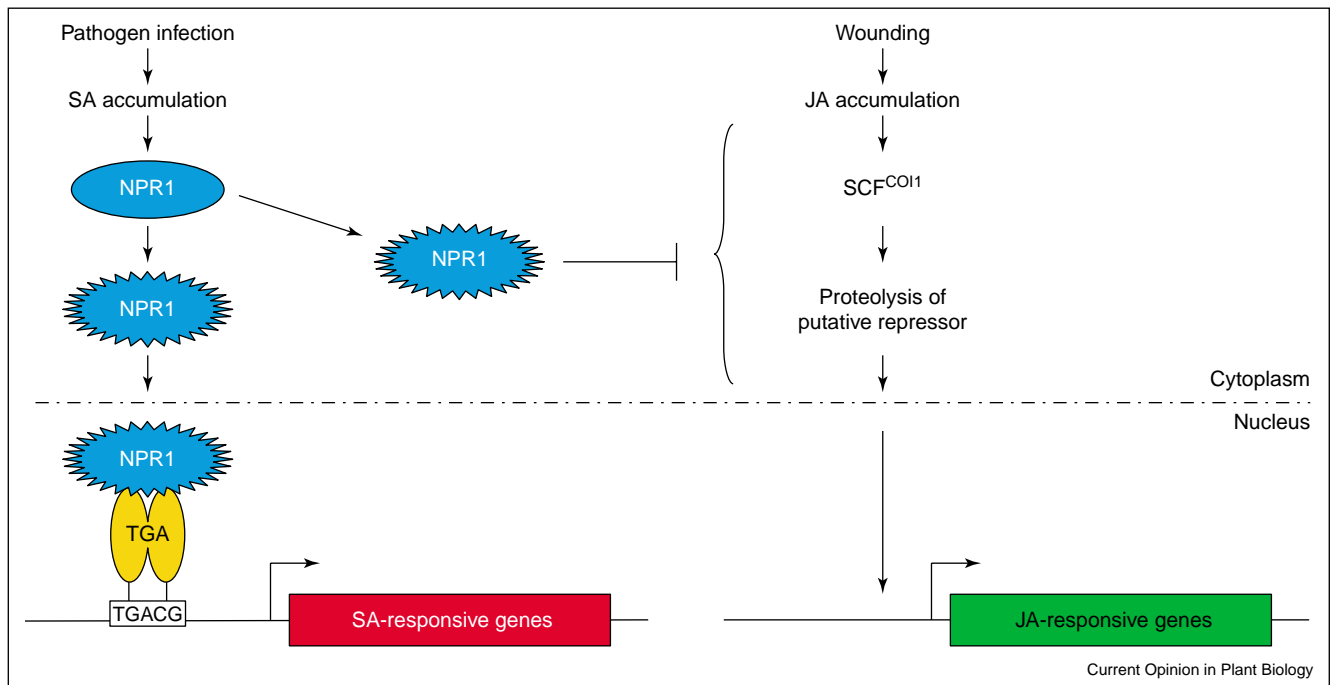 Pathogen infection
SA accumulation
NPR1
NPR1
NPR1
Wounding
JA accumulation
SCF^COI1
Proteolysis of
putative repressor
Cytoplasm
Nucleus
NPR1
TGA
TGACG
SA-responsive genes
JA-responsive genes
Current Opinion in Plant Biology